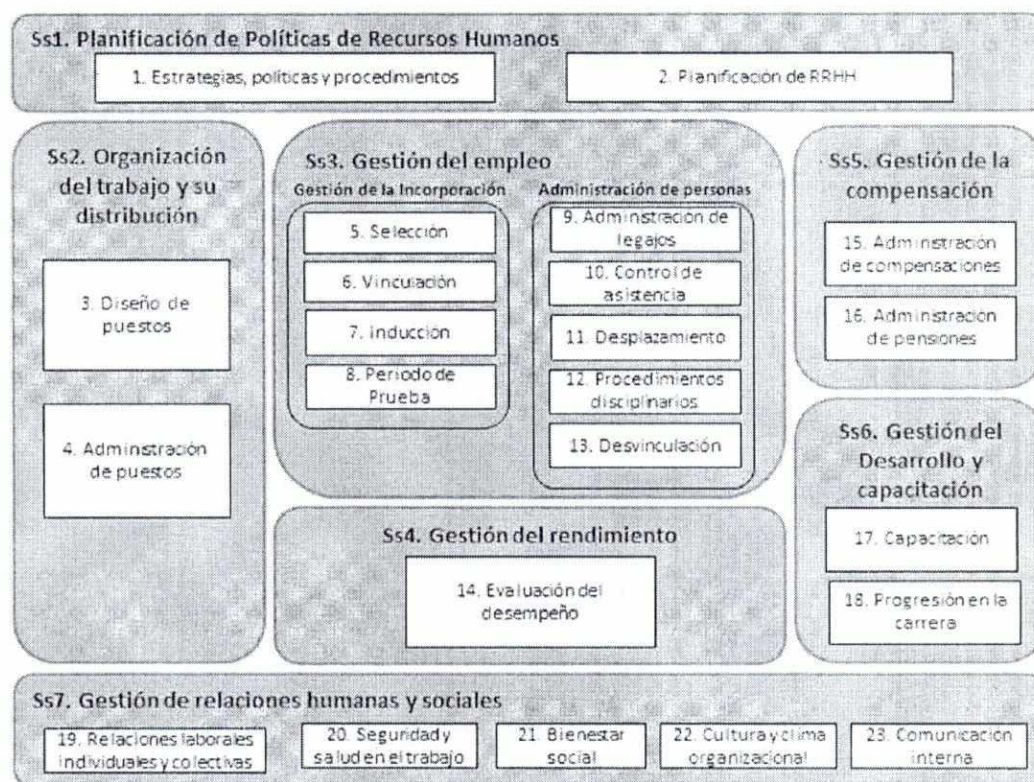 Ss1. Planificación de Políticas de Recursos Humanos
1. Estrategias, políticas y procedimientos
2. Planificación de RRHH
Ss2. Organización
del trabajo y su
distribución
3. Diseño de
puestos
4. Administración
de puestos
Ss3. Gestión del empleo
Gestión de la Incorporación
5. Selección
6. Vinculación
7. Inducción
8. Período de
Prueba
Administración de personas
9. Administración de
legajos
10. Control de
asistencia
11. Desplazamiento
12. Procedimientos
disciplinarios
13. Desvinculación
Ss4. Gestión del rendimiento
14. Evaluación del
desempeño
Ss5. Gestión de la
compensación
15. Administración
de compensaciones
16. Administración
de pensiones
Ss6. Gestión del
Desarrollo y
capacitación
17. Capacitación
18. Progresión en la
carrera
Ss7. Gestión de relaciones humanas y sociales
19. Relaciones laborales
individuales y colectivas
20. Seguridad y
salud en el trabajo
21. Bienestar
social
22. Cultura y clima
organizacional
23. Comunicación
interna